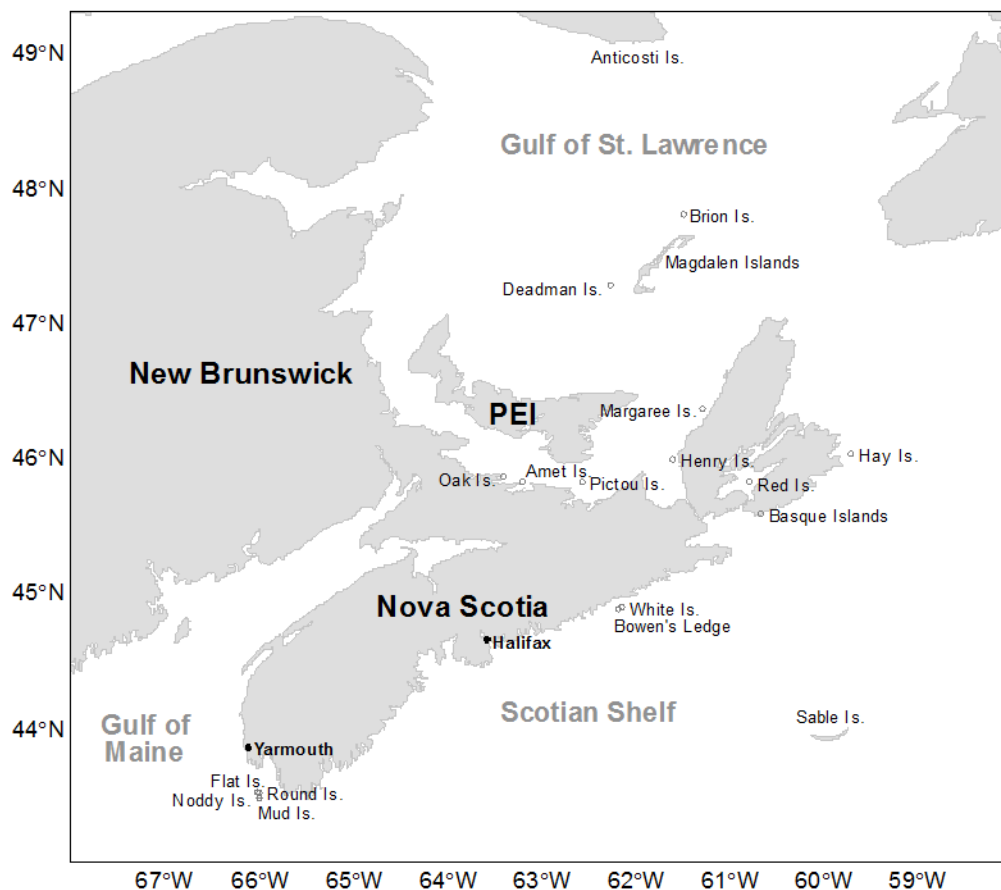 49°N
Anticosti Is.
Gulf of St. Lawrence
48°N
Brion Is.
Magdalen Islands
Deadman Is.
47°N
New Brunswick
PEI
Margaree Is.
46°N
Oak Is.
Amet Is.
Pictou Is.
Henry Is.
Hay Is.
Red Is.
Basque Islands
45°N
Nova Scotia
White Is.
Bowen's Ledge
Halifax
44°N
Gulf of
Maine
Scotian Shelf
Sable Is.
Yarmouth
Flat Is.
Noddy Is.
Round Is.
Mud Is.
67°W 66°W 65°W 64°W 63°W 62°W 61°W 60°W 59°W